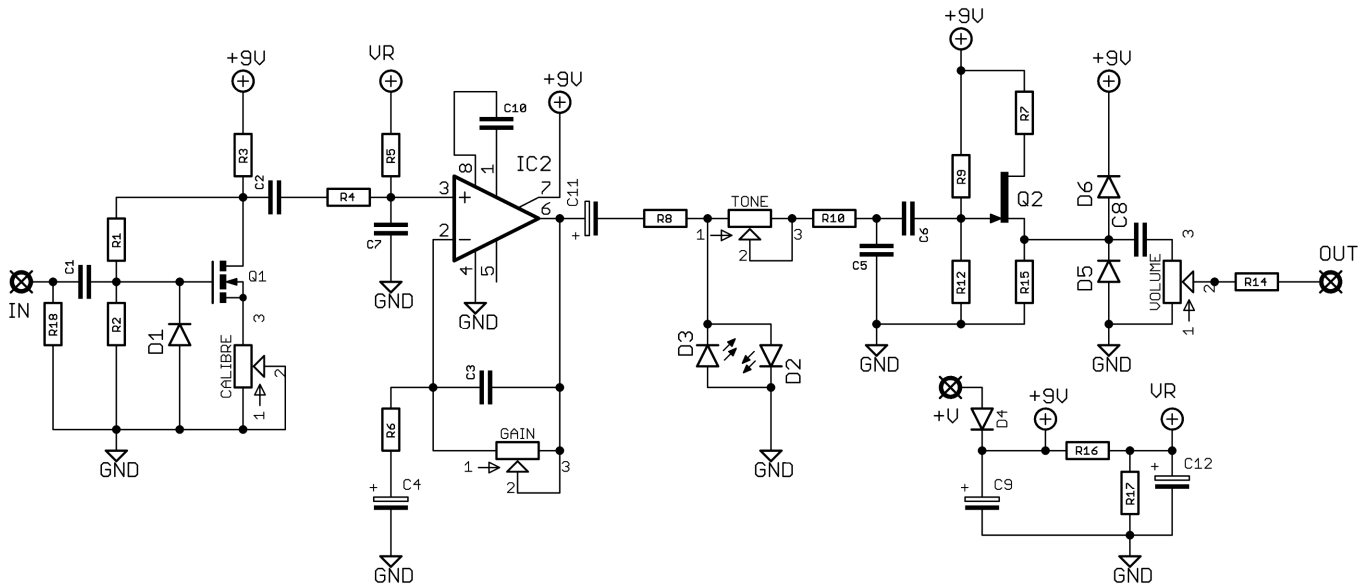 +9V
+9V
VR
+9V
+9V
C10
R7
R3
R5
IC2
8
1
C2
R9
7
C11
D6
R4
3
+
6
TONE
Q2
C8
R1
2
-
+
R8
1
3
R10
C6
3
C7
2
OUT
C1
4
5
C5
Q1
GND
R12
R15
D5
VOLUME
2
R14
IN
R18
R2
D1
3
GND
1
CALIBRE
2
D3
D2
GND
GND
1
C3
+V
D4
+9V
VR
R6
GAIN
GND
1
3
2
GND
R16
+
C12
+
C4
+
C9
R17
GND
GND